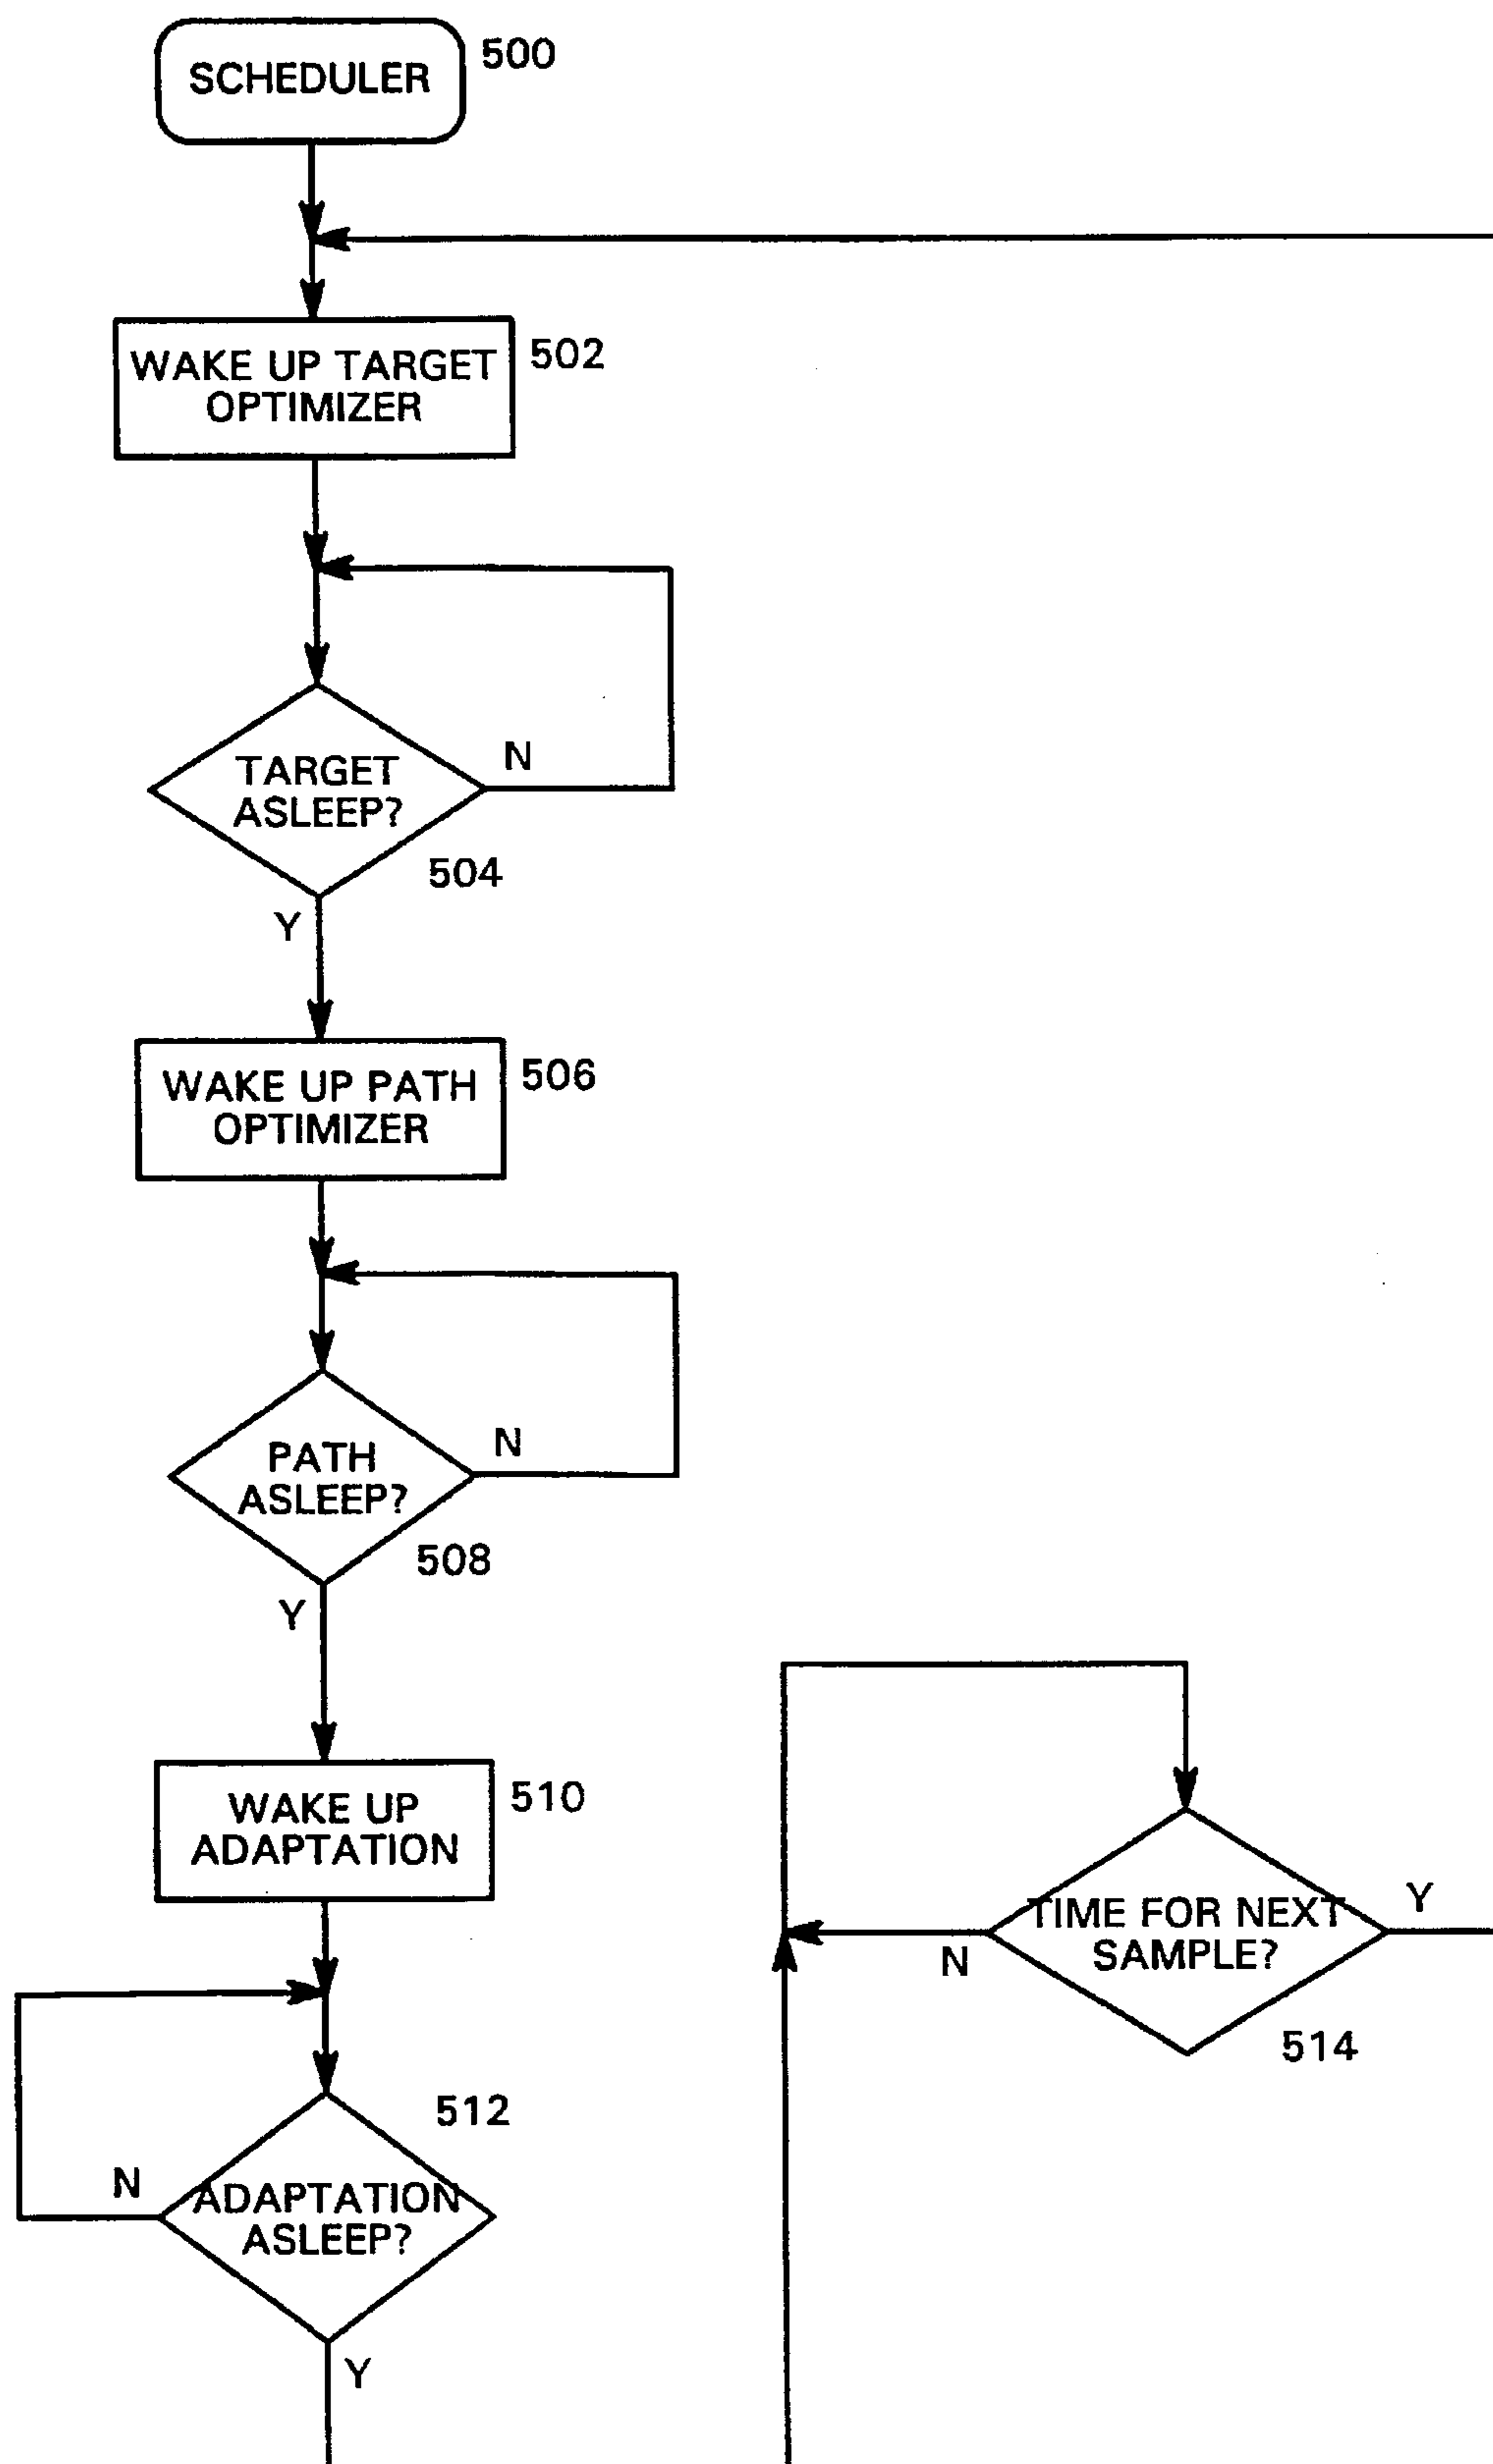 SCHEDULER
500
WAKE UP TARGET
OPTIMIZER
502
TARGET
ASLEEP?
N
504
Y
WAKE UP PATH
OPTIMIZER
506
PATH
ASLEEP?
N
508
Y
WAKE UP
ADAPTATION
510
512
N
ADAPTATION
ASLEEP?
Y
TIME FOR NEXT
SAMPLE?
Y
N
514